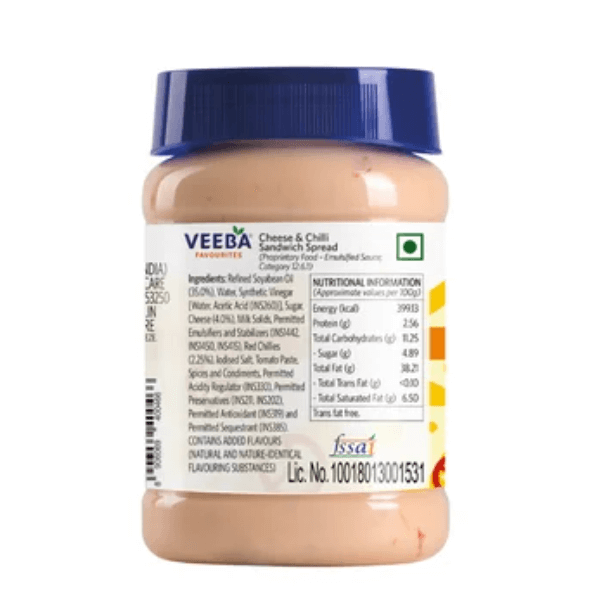 VEEBA
FAVOURITES
Cheese & Chilli
Sandwich Spread
(Proprietary Food - Emulsified Sauce;
Category 12.6.1)
Ingredients: Refined Soyabean Oil
(35.0%), Water, Synthetic Vinegar
[Water, Acetic Acid (INS260)], Sugar,
Cheese (4.0%), Milk Solids, Permitted
Emulsifiers and Stabilizers (INS1442,
INS1450, INS415), Red Chillies
(2.25%), Iodised Salt, Tomato Paste,
Spices and Condiments, Permitted
Acidity Regulator (INS330), Permitted
Preservatives (INS211, INS202),
Permitted Antioxidant (INS319) and
Permitted Sequestrant (INS385).
CONTAINS ADDED FLAVOURS
(NATURAL AND NATURE-IDENTICAL
FLAVOURING SUBSTANCES)
NUTRITIONAL INFORMATION
(Approximate values per 100g)
Energy (kcal) 399.13
Protein (g) 2.56
Total Carbohydrates (g) 11.25
- Sugar (g) 4.89
Total Fat (g) 38.21
- Total Trans Fat (g) <0.10
- Total Saturated Fat (g) 6.50
Trans fat free.
fssai
Lic. No. 10018013001531
NDIA)
CARE
53250
IN
RE